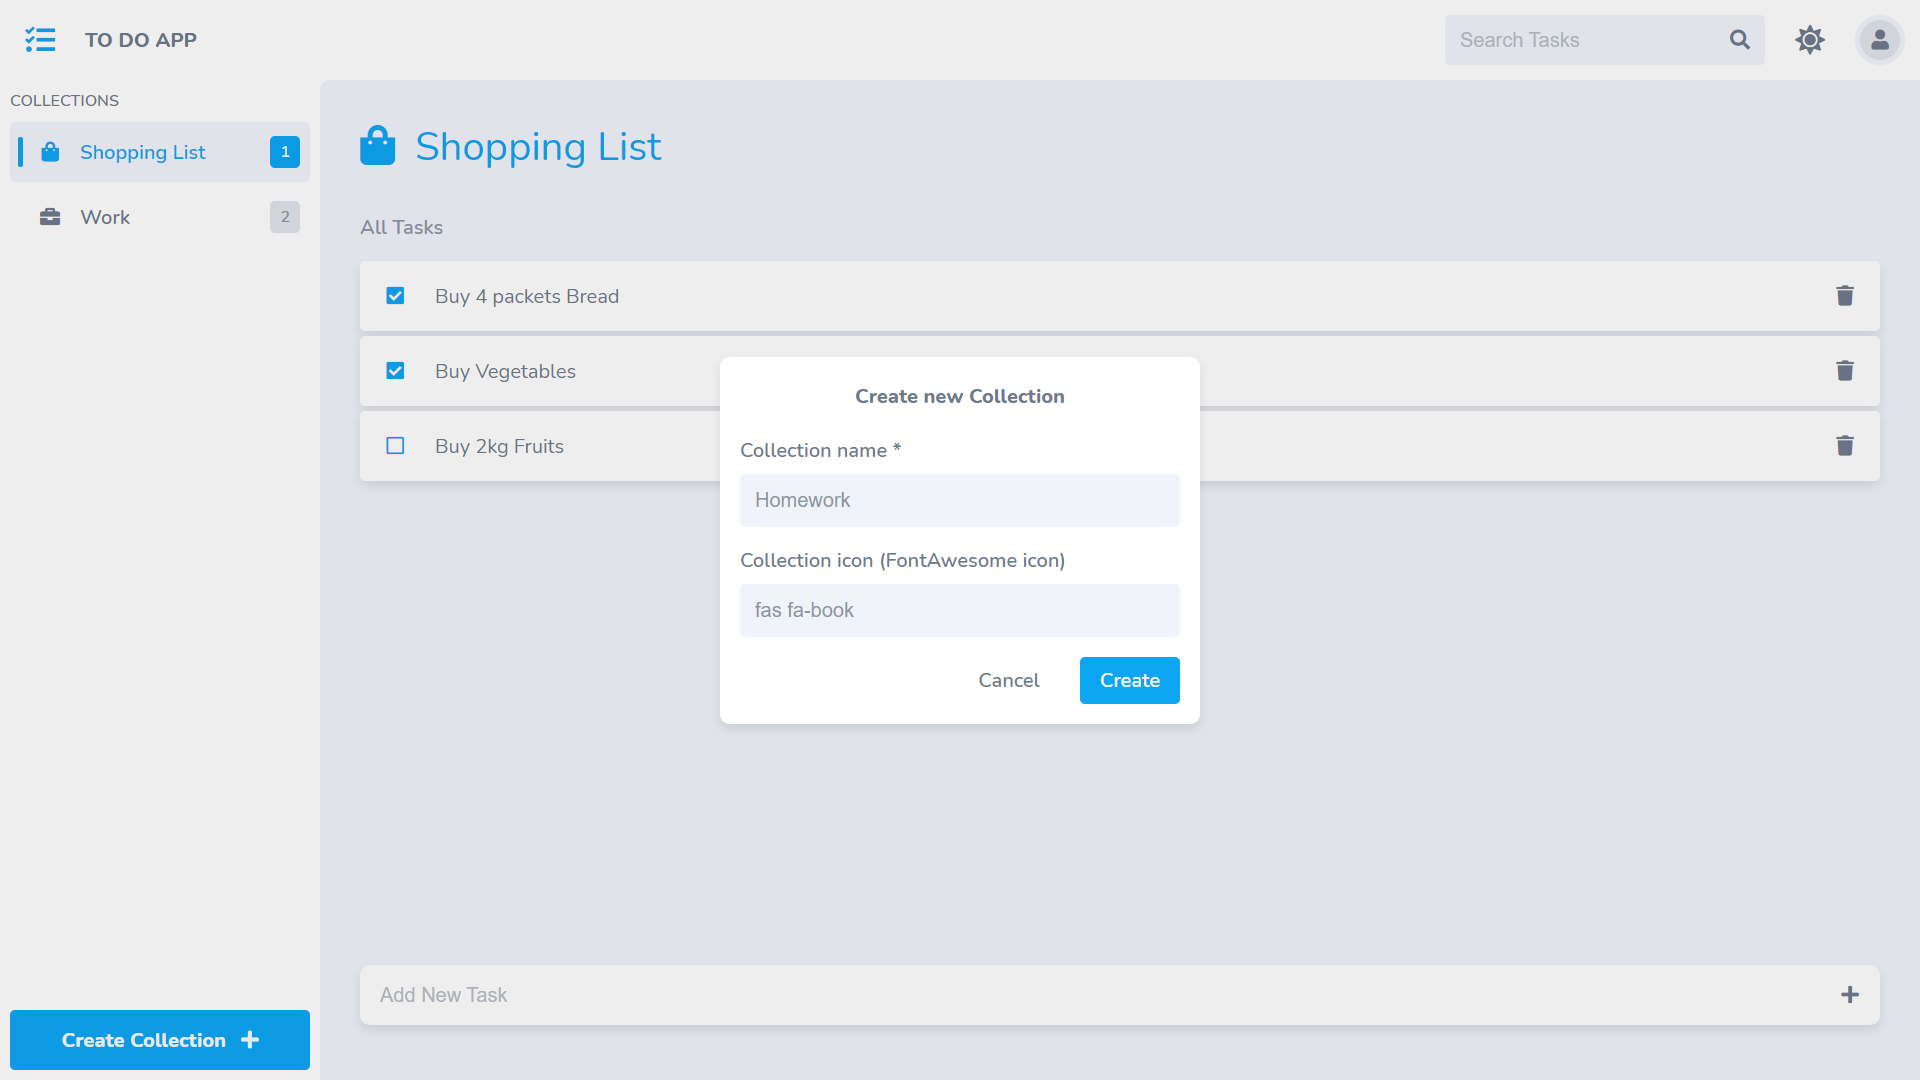 TO DO APP
Search Tasks
COLLECTIONS
Shopping List 1
Work 2
Create Collection
Shopping List
All Tasks
Buy 4 packets Bread
Buy Vegetables
Buy 2kg Fruits
Create new Collection
Collection name *
Homework
Collection icon (FontAwesome icon)
fas fa-book
Cancel Create
Add New Task